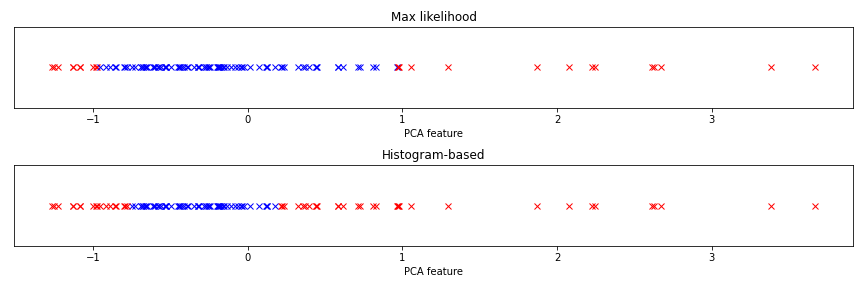 Max likelihood
−1 0 1 2 3
PCA feature
Histogram-based
−1 0 1 2 3
PCA feature